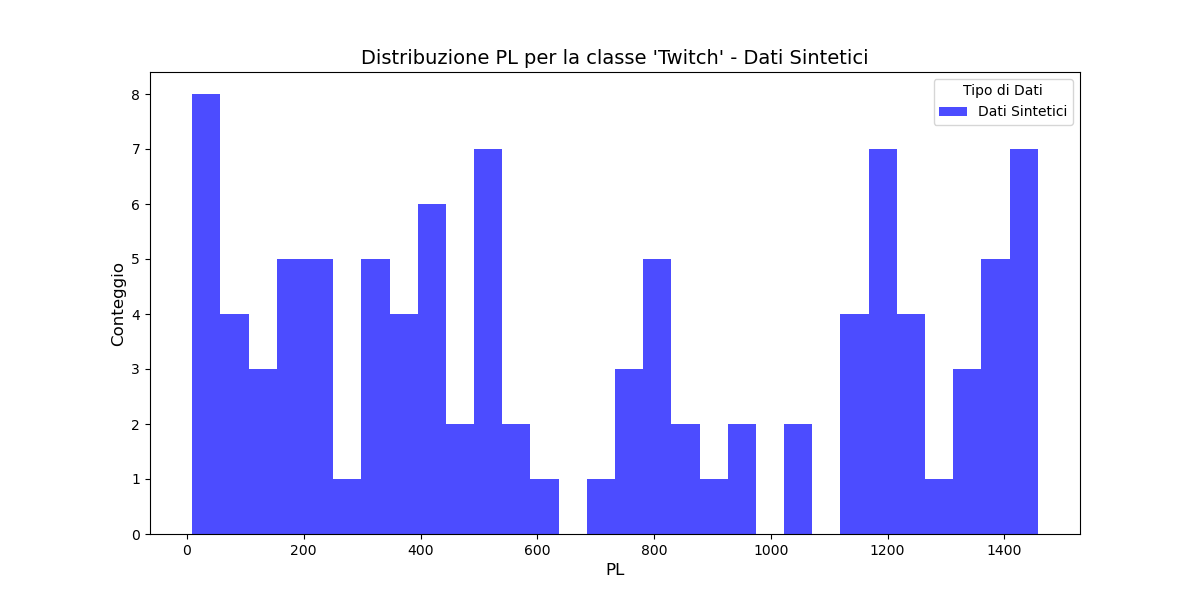 Distribuzione PL per la classe 'Twitch' - Dati Sintetici
Tipo di Dati
Dati Sintetici
Conteggio
8
7
6
5
4
3
2
1
0
0 200 400 600 800 1000 1200 1400
PL